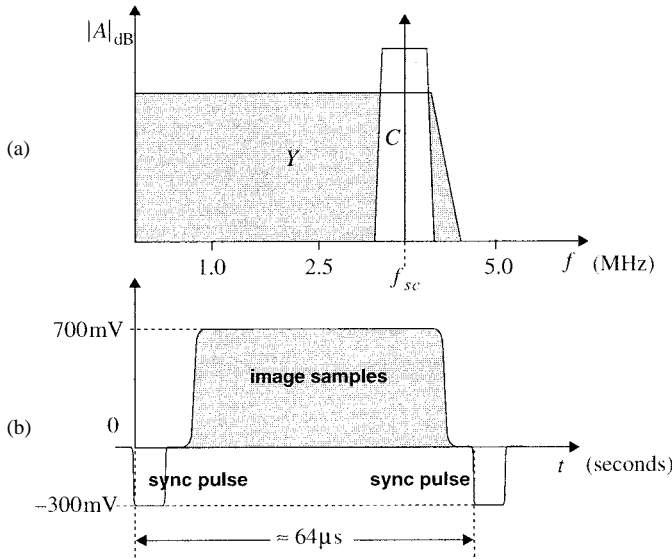 |A|dB
(a)
Y
C
1.0
2.5
fsc
5.0
f (MHz)
700mV
image samples
(b)
0
sync pulse
sync pulse
t (seconds)
−300mV
≈ 64μs